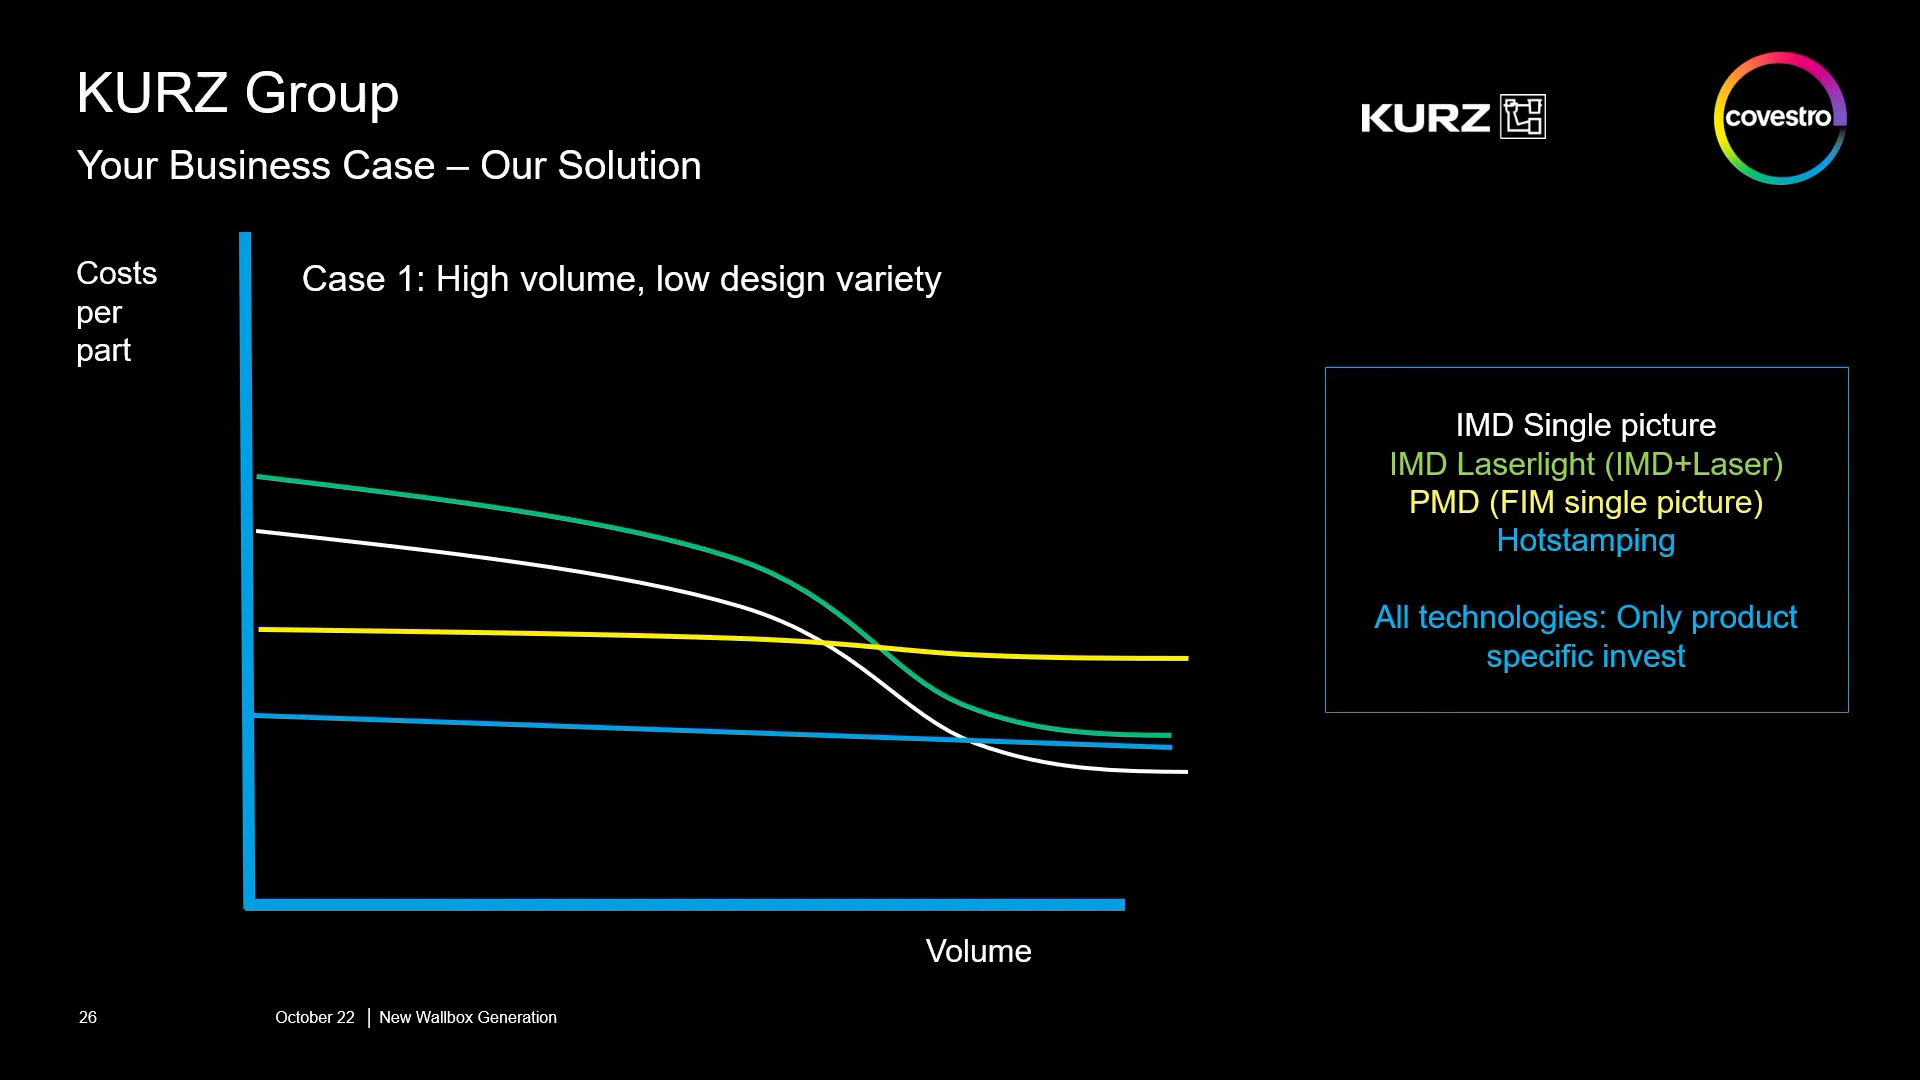 KURZ Group
Your Business Case – Our Solution
KURZ
covestro
Costs
per
part
Case 1: High volume, low design variety
IMD Single picture
IMD Laserlight (IMD+Laser)
PMD (FIM single picture)
Hotstamping
All technologies: Only product
specific invest
Volume
26
October 22 | New Wallbox Generation